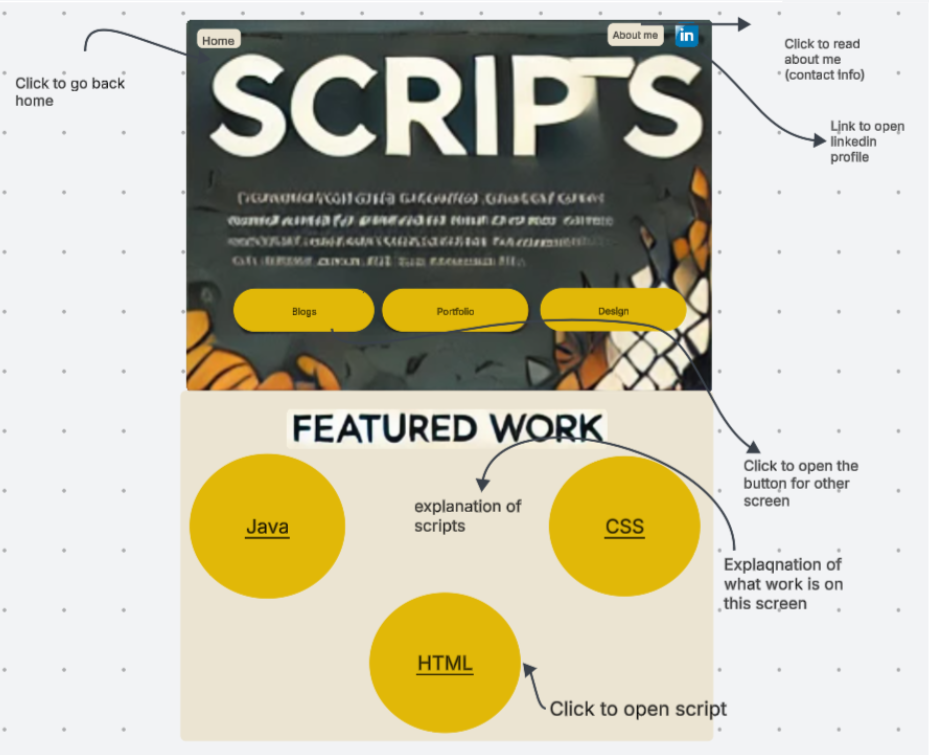 Home
About me
in
Click to read
about me
(contact info)
Click to go back
home
SCRIPTS
Link to open
linkedin
profile
Blogs
Portfolio
Design
FEATURED WORK
Click to open the
button for other
screen
explanation of
scripts
Java
CSS
Explaqnation of
what work is on
this screen
HTML
Click to open script